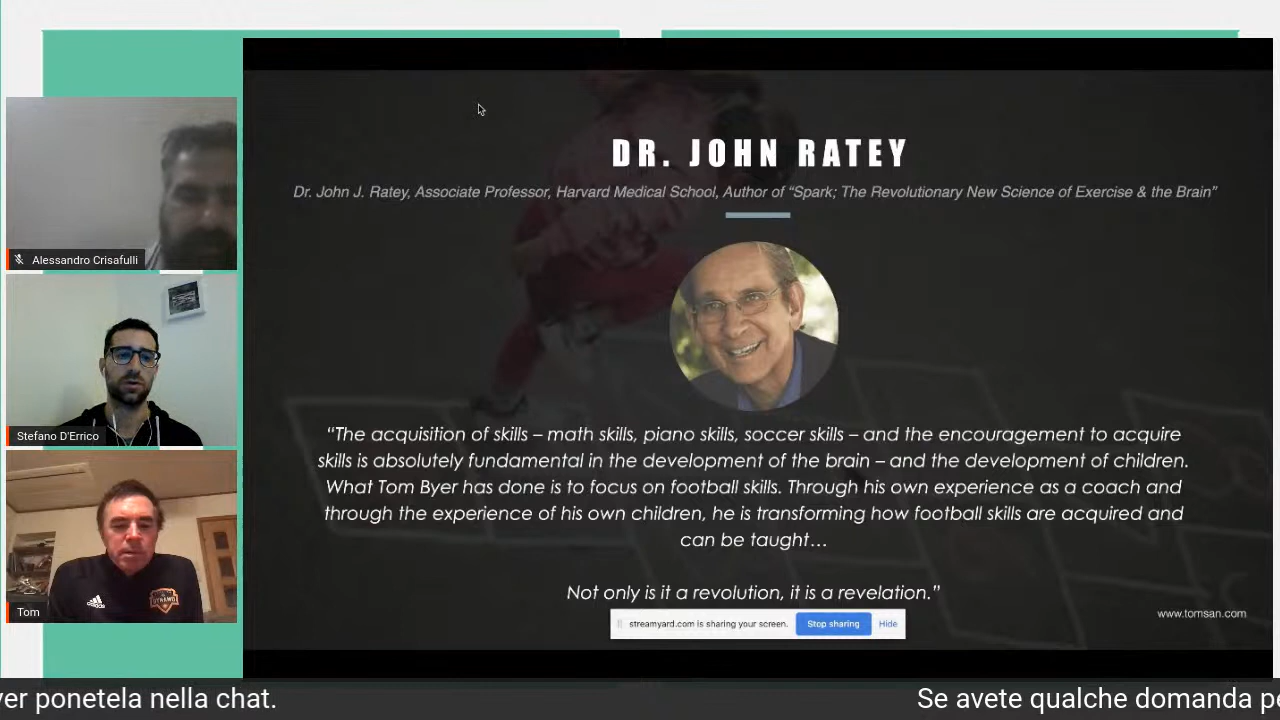 DR. JOHN RATEY
Dr. John J. Ratey, Associate Professor, Harvard Medical School, Author of “Spark; The Revolutionary New Science of Exercise & the Brain”
“The acquisition of skills – math skills, piano skills, soccer skills – and the encouragement to acquire
skills is absolutely fundamental in the development of the brain – and the development of children.
What Tom Byer has done is to focus on football skills. Through his own experience as a coach and
through the experience of his own children, he is transforming how football skills are acquired and
can be taught…
Not only is it a revolution, it is a revelation.”
www.tomsan.com
streamyard.com is sharing your screen. Stop sharing Hide
Alessandro Crisafulli
Stefano D'Errico
Tom
ponetela nella chat.
Se avete qualche domanda